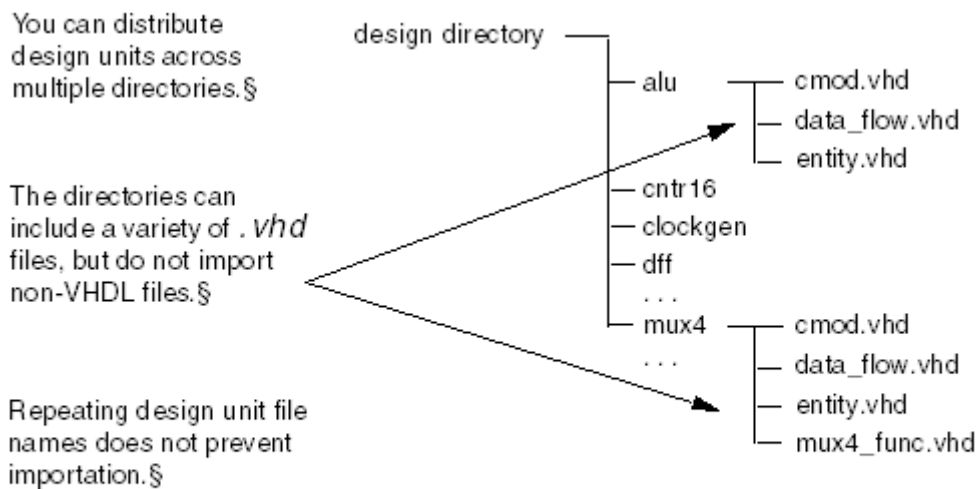 You can distribute
design units across
multiple directories.§
The directories can
include a variety of .vhd
files, but do not import
non-VHDL files.§
Repeating design unit file
names does not prevent
importation.§
design directory
alu
cmod.vhd
data_flow.vhd
entity.vhd
cntr16
clockgen
dff
. . .
mux4
cmod.vhd
data_flow.vhd
entity.vhd
mux4_func.vhd
. . .